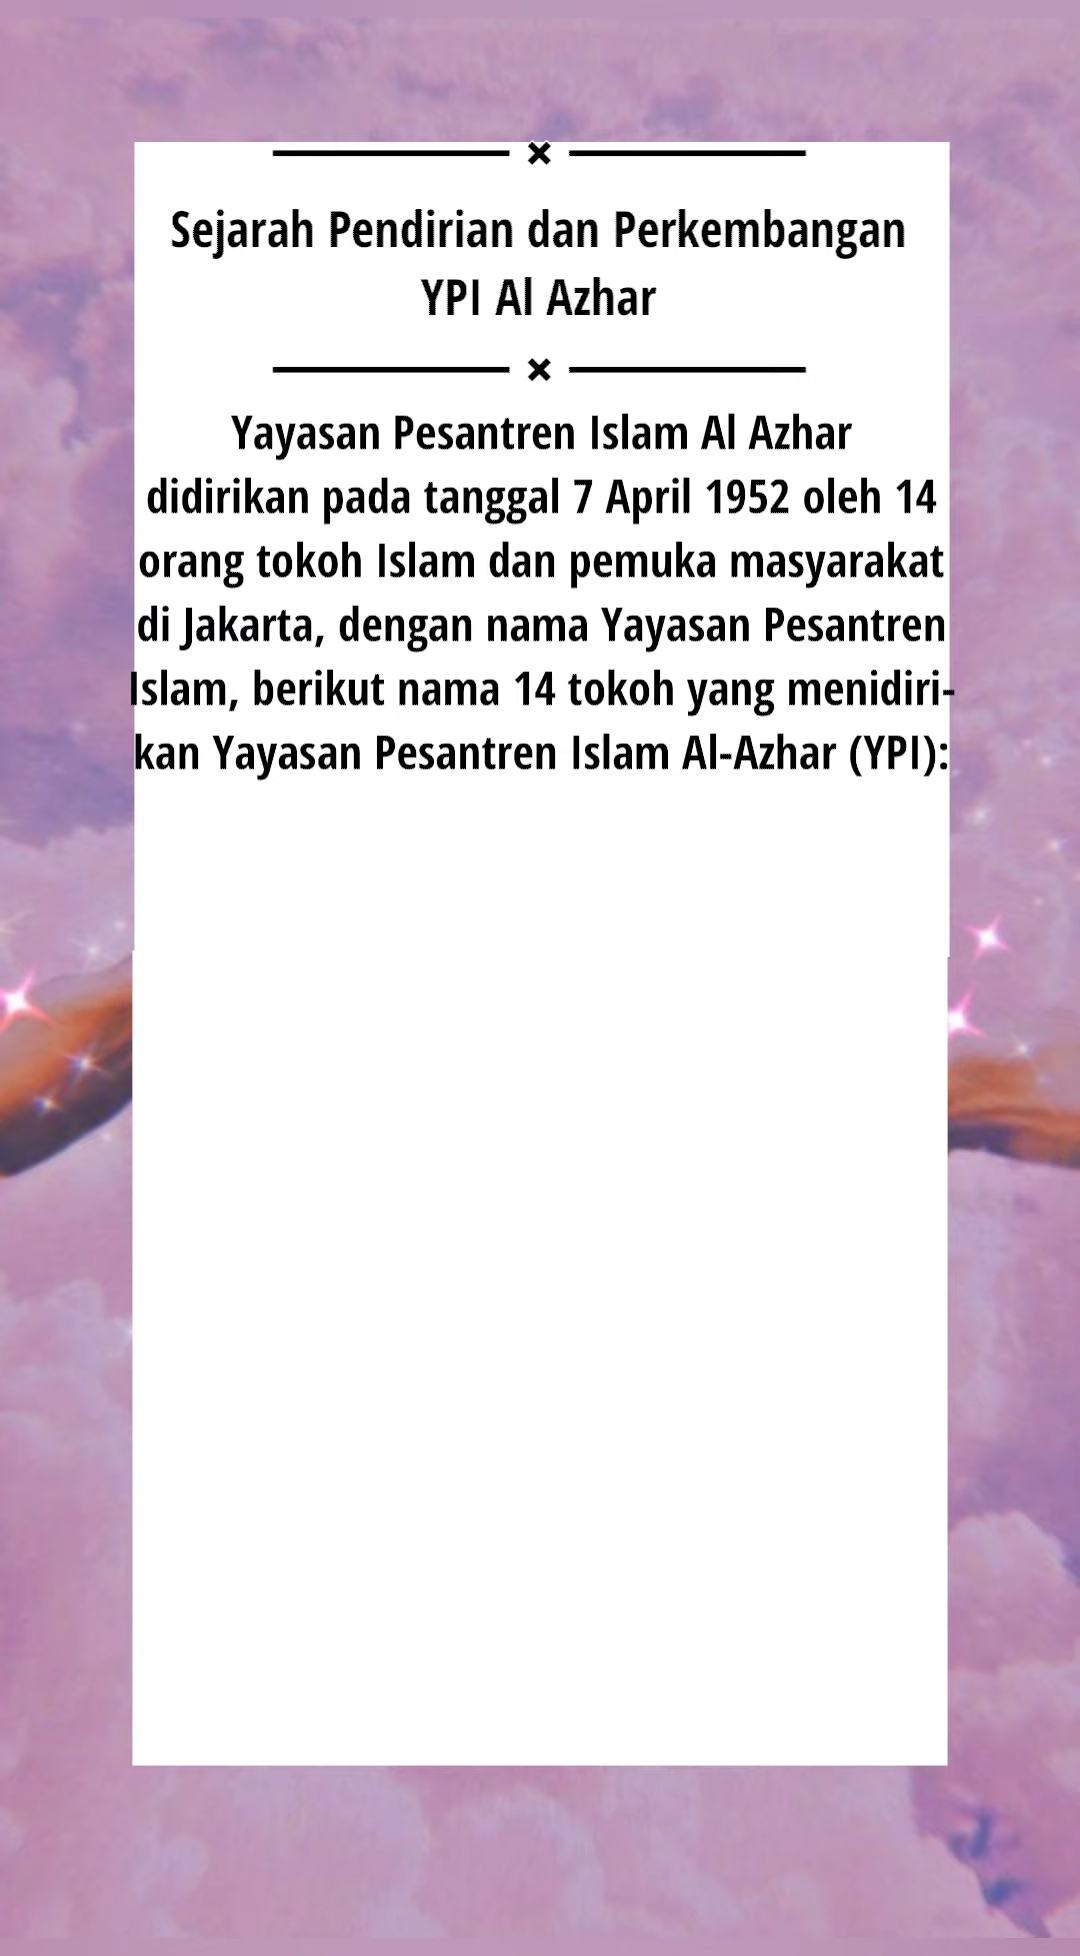 Sejarah Pendirian dan Perkembangan
YPI Al Azhar
Yayasan Pesantren Islam Al Azhar
didirikan pada tanggal 7 April 1952 oleh 14
orang tokoh Islam dan pemuka masyarakat
di Jakarta, dengan nama Yayasan Pesantren
Islam, berikut nama 14 tokoh yang menidiri-
kan Yayasan Pesantren Islam Al-Azhar (YPI):